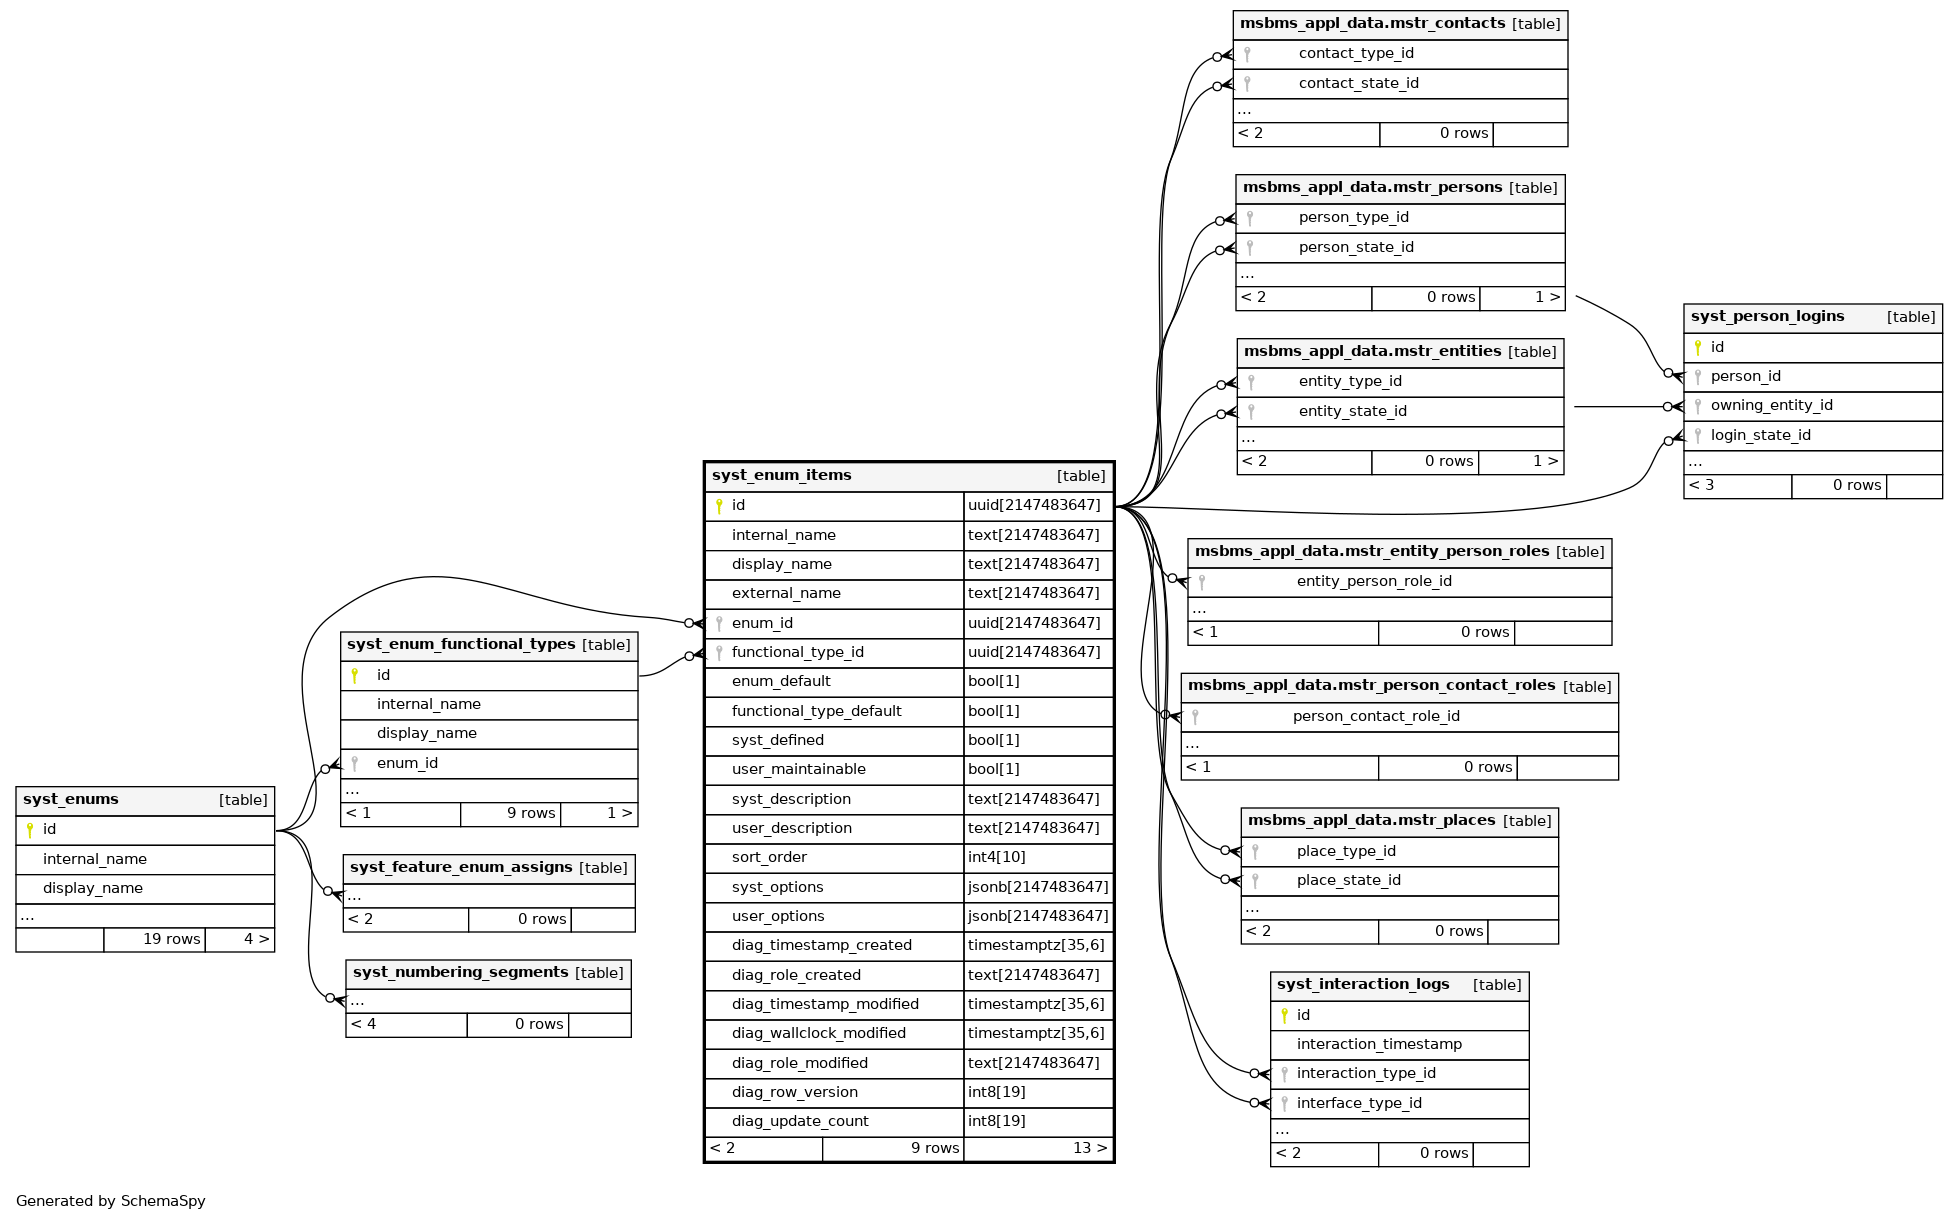 msbms_appl_data.mstr_contacts [table]
contact_type_id
contact_state_id
...
< 2 0 rows
msbms_appl_data.mstr_persons [table]
person_type_id
person_state_id
...
< 2 0 rows 1 >
syst_person_logins [table]
id
person_id
owning_entity_id
login_state_id
...
< 3 0 rows
msbms_appl_data.mstr_entities [table]
entity_type_id
entity_state_id
...
< 2 0 rows 1 >
syst_enum_items [table]
id uuid[2147483647]
internal_name text[2147483647]
display_name text[2147483647]
external_name text[2147483647]
enum_id uuid[2147483647]
functional_type_id uuid[2147483647]
enum_default bool[1]
functional_type_default bool[1]
syst_defined bool[1]
user_maintainable bool[1]
syst_description text[2147483647]
user_description text[2147483647]
sort_order int4[10]
syst_options jsonb[2147483647]
user_options jsonb[2147483647]
diag_timestamp_created timestamptz[35,6]
diag_role_created text[2147483647]
diag_timestamp_modified timestamptz[35,6]
diag_wallclock_modified timestamptz[35,6]
diag_role_modified text[2147483647]
diag_row_version int8[19]
diag_update_count int8[19]
< 2 9 rows 13 >
msbms_appl_data.mstr_entity_person_roles [table]
entity_person_role_id
...
< 1 0 rows
syst_enum_functional_types [table]
id
internal_name
display_name
enum_id
...
< 1 9 rows 1 >
msbms_appl_data.mstr_person_contact_roles [table]
person_contact_role_id
...
< 1 0 rows
syst_enums [table]
id
internal_name
display_name
...
19 rows 4 >
msbms_appl_data.mstr_places [table]
place_type_id
place_state_id
...
< 2 0 rows
syst_feature_enum_assigns [table]
...
< 2 0 rows
syst_numbering_segments [table]
...
< 4 0 rows
syst_interaction_logs [table]
id
interaction_timestamp
interaction_type_id
interface_type_id
...
< 2 0 rows
Generated by SchemaSpy